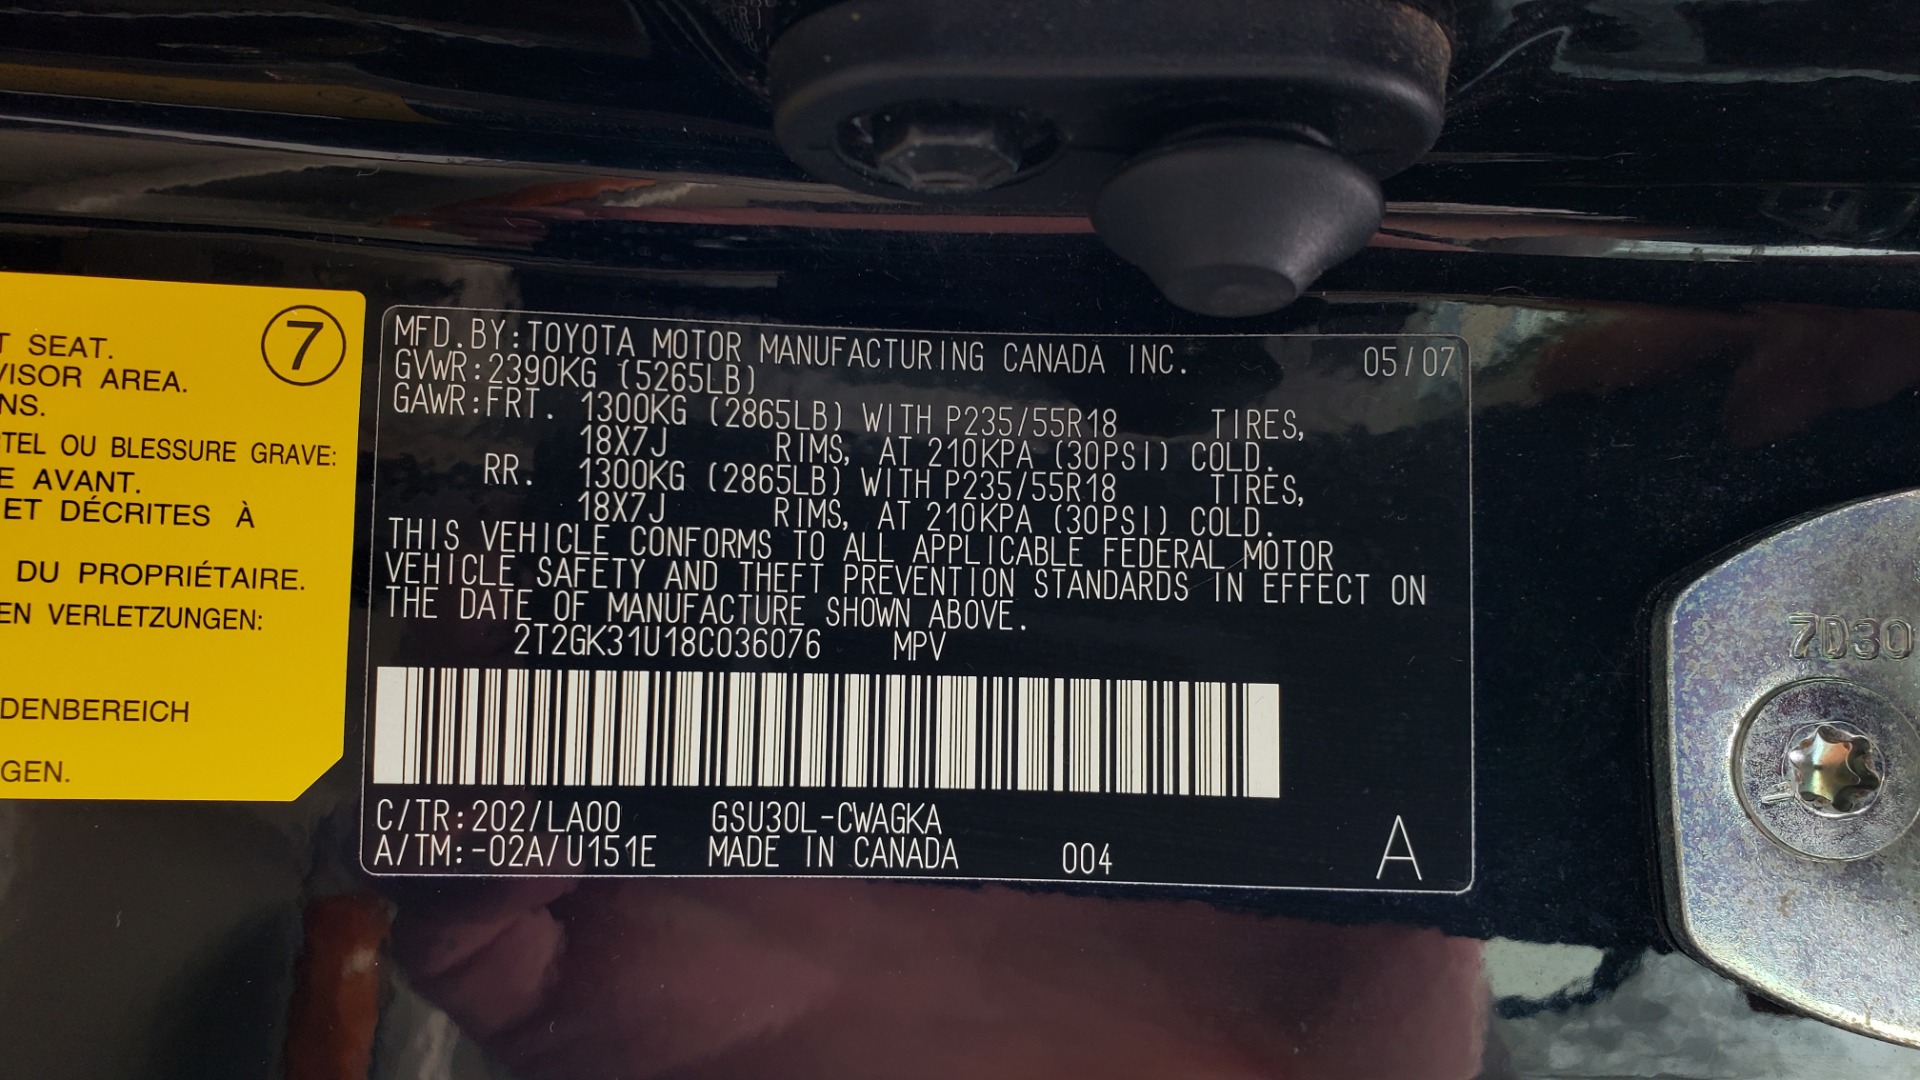 7
T SEAT.
VISOR AREA.
NS.
TEL OU BLESSURE GRAVE:
E AVANT.
ET DÉCRITES À
DU PROPRIÉTAIRE.
EN VERLETZUNGEN:
DENBEREICH
GEN.
MFD. BY: TOYOTA MOTOR MANUFACTURING CANADA INC. 05/07
GVWR: 2390KG (5265LB)
GAWR: FRT. 1300KG (2865LB) WITH P235/55R18 TIRES,
18X7J RIMS, AT 210KPA (30PSI) COLD.
RR. 1300KG (2865LB) WITH P235/55R18 TIRES,
18X7J RIMS, AT 210KPA (30PSI) COLD.
THIS VEHICLE CONFORMS TO ALL APPLICABLE FEDERAL MOTOR
VEHICLE SAFETY AND THEFT PREVENTION STANDARDS IN EFFECT ON
THE DATE OF MANUFACTURE SHOWN ABOVE.
2T2GK31U18C036076 MPV
C/TR: 202/LA00 GSU30L-CWAGKA
A/TM: -02A/U151E MADE IN CANADA 004 A
7D30